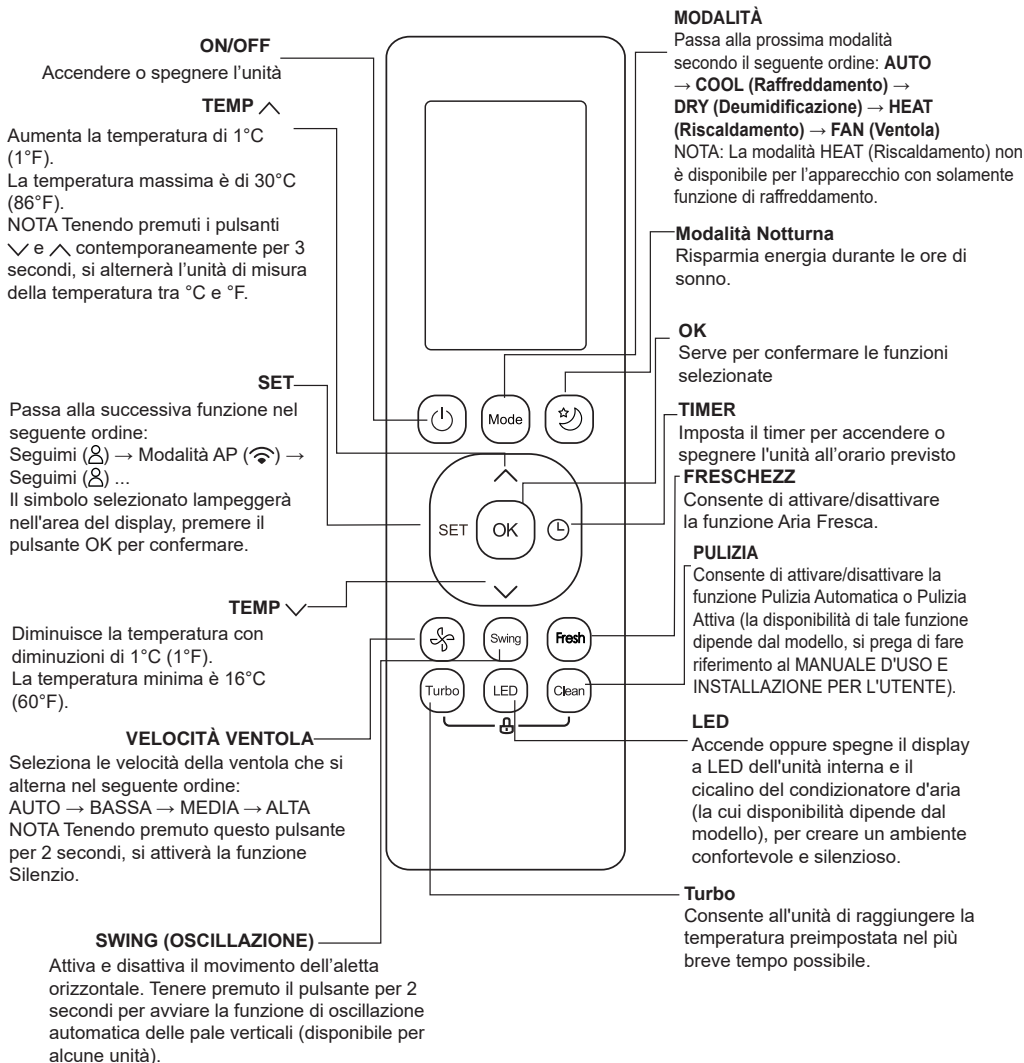 ON/OFF
Accendere o spegnere l’unità
TEMP
Aumenta la temperatura di 1°C
(1°F).
La temperatura massima è di 30°C
(86°F).
NOTA Tenendo premuti i pulsanti
e contemporaneamente per 3
secondi, si alternerà l’unità di misura
della temperatura tra °C e °F.
SET
Passa alla successiva funzione nel
seguente ordine:
Seguimi ( ) → Modalità AP ( ) →
Seguimi ( ) ...
Il simbolo selezionato lampeggerà
nell'area del display, premere il
pulsante OK per confermare.
TEMP
Diminuisce la temperatura con
diminuzioni di 1°C (1°F).
La temperatura minima è 16°C
(60°F).
VELOCITÀ VENTOLA
Seleziona le velocità della ventola che si
alterna nel seguente ordine:
AUTO → BASSA → MEDIA → ALTA
NOTA Tenendo premuto questo pulsante
per 2 secondi, si attiverà la funzione
Silenzio.
SWING (OSCILLAZIONE)
Attiva e disattiva il movimento dell’aletta
orizzontale. Tenere premuto il pulsante per 2
secondi per avviare la funzione di oscillazione
automatica delle pale verticali (disponibile per
alcune unità).
Mode
SET
OK
Swing
Fresh
Turbo
LED
Clean
MODALITÀ
Passa alla prossima modalità
secondo il seguente ordine: AUTO
→ COOL (Raffreddamento) →
DRY (Deumidificazione) → HEAT
(Riscaldamento) → FAN (Ventola)
NOTA: La modalità HEAT (Riscaldamento) non
è disponibile per l’apparecchio con solamente
funzione di raffreddamento.
Modalità Notturna
Risparmia energia durante le ore di
sonno.
OK
Serve per confermare le funzioni
selezionate
TIMER
Imposta il timer per accendere o
spegnere l'unità all’orario previsto
FRESCHEZZ
Consente di attivare/disattivare
la funzione Aria Fresca.
PULIZIA
Consente di attivare/disattivare la
funzione Pulizia Automatica o Pulizia
Attiva (la disponibilità di tale funzione
dipende dal modello, si prega di fare
riferimento al MANUALE D'USO E
INSTALLAZIONE PER L'UTENTE).
LED
Accende oppure spegne il display
a LED dell'unità interna e il
cicalino del condizionatore d'aria
(la cui disponibilità dipende dal
modello), per creare un ambiente
confortevole e silenzioso.
Turbo
Consente all'unità di raggiungere la
temperatura preimpostata nel più
breve tempo possibile.